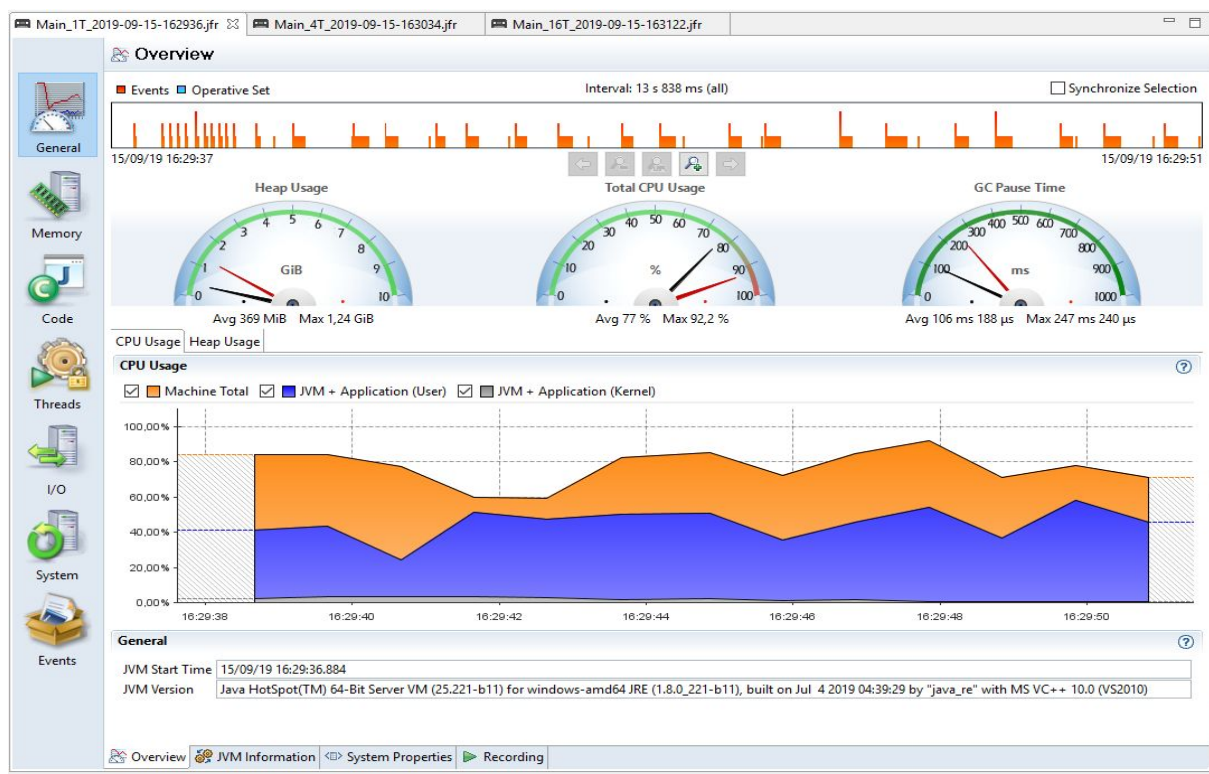 Main_1T_2019-09-15-162936.jfr Main_4T_2019-09-15-163034.jfr Main_16T_2019-09-15-163122.jfr
Overview
Events Operative Set Interval: 13 s 838 ms (all) Synchronize Selection
15/09/19 16:29:37 15/09/19 16:29:51
General
Memory
Code
Threads
I/O
System
Events
Heap Usage Total CPU Usage GC Pause Time
0 1 2 3 4 5 6 7 8 9 10
GiB
0 10 20 30 40 50 60 70 80 90 100
%
0 100 200 300 400 500 600 700 800 900 1000
ms
Avg 369 MiB Max 1,24 GiB Avg 77 % Max 92,2 % Avg 106 ms 188 µs Max 247 ms 240 µs
CPU Usage Heap Usage
CPU Usage
Machine Total JVM + Application (User) JVM + Application (Kernel)
100,00 %
80,00 %
60,00 %
40,00 %
20,00 %
0,00 %
16:29:38 16:29:40 16:29:42 16:29:44 16:29:46 16:29:48 16:29:50
General
JVM Start Time 15/09/19 16:29:36.884
JVM Version Java HotSpot(TM) 64-Bit Server VM (25.221-b11) for windows-amd64 JRE (1.8.0_221-b11), built on Jul 4 2019 04:39:29 by "java_re" with MS VC++ 10.0 (VS2010)
Overview JVM Information System Properties Recording